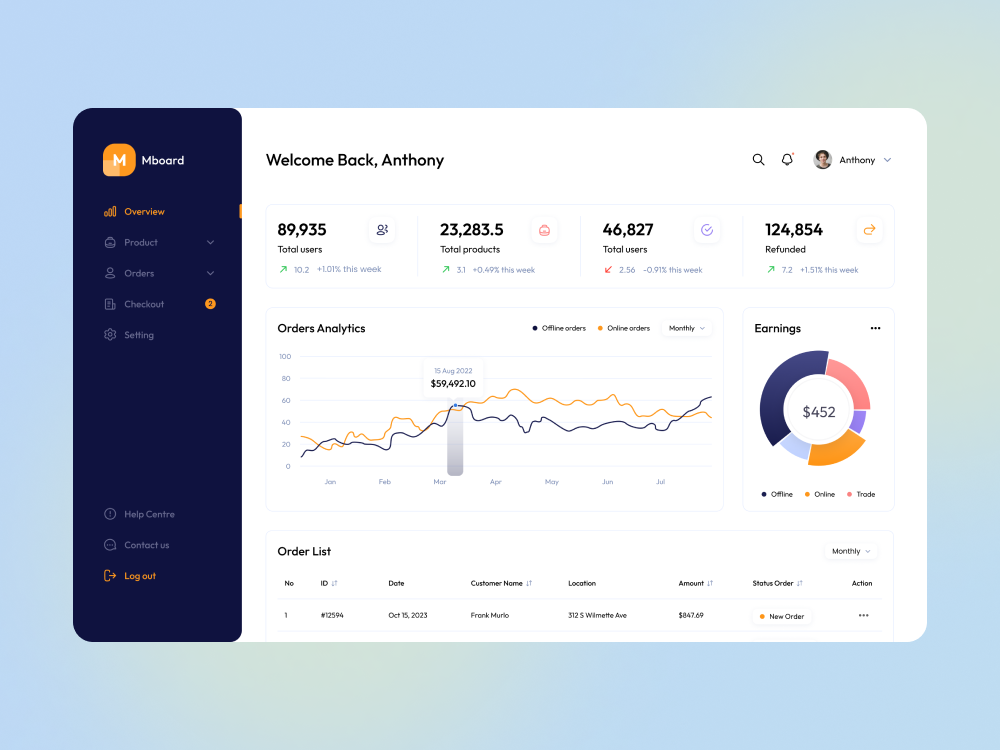 M Mboard
Overview
Product
Orders
Checkout 2
Setting
Help Centre
Contact us
Log out
Welcome Back, Anthony
Anthony
89,935
Total users
10.2 +1.01% this week
23,283.5
Total products
3.1 +0.49% this week
46,827
Total users
2.56 -0.91% this week
124,854
Refunded
7.2 +1.51% this week
Orders Analytics
Offline orders Online orders Monthly
100
80
60
40
20
0
15 Aug 2022
$59,492.10
Jan Feb Mar Apr May Jun Jul
Earnings
$452
Offline Online Trade
Order List
Monthly
No ID Date Customer Name Location Amount Status Order Action
1 #12594 Oct 15, 2023 Frank Murlo 312 S Wilmette Ave $847.69 New Order